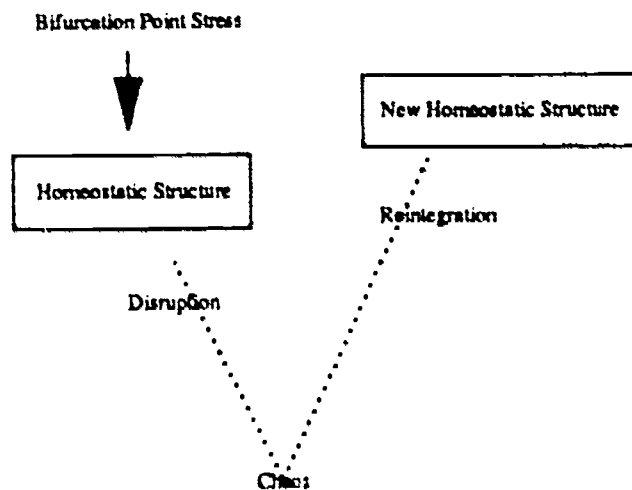 Bifurcation Point Stress
New Homeostatic Structure
Homeostatic Structure
Reintegration
Disruption
Chaos